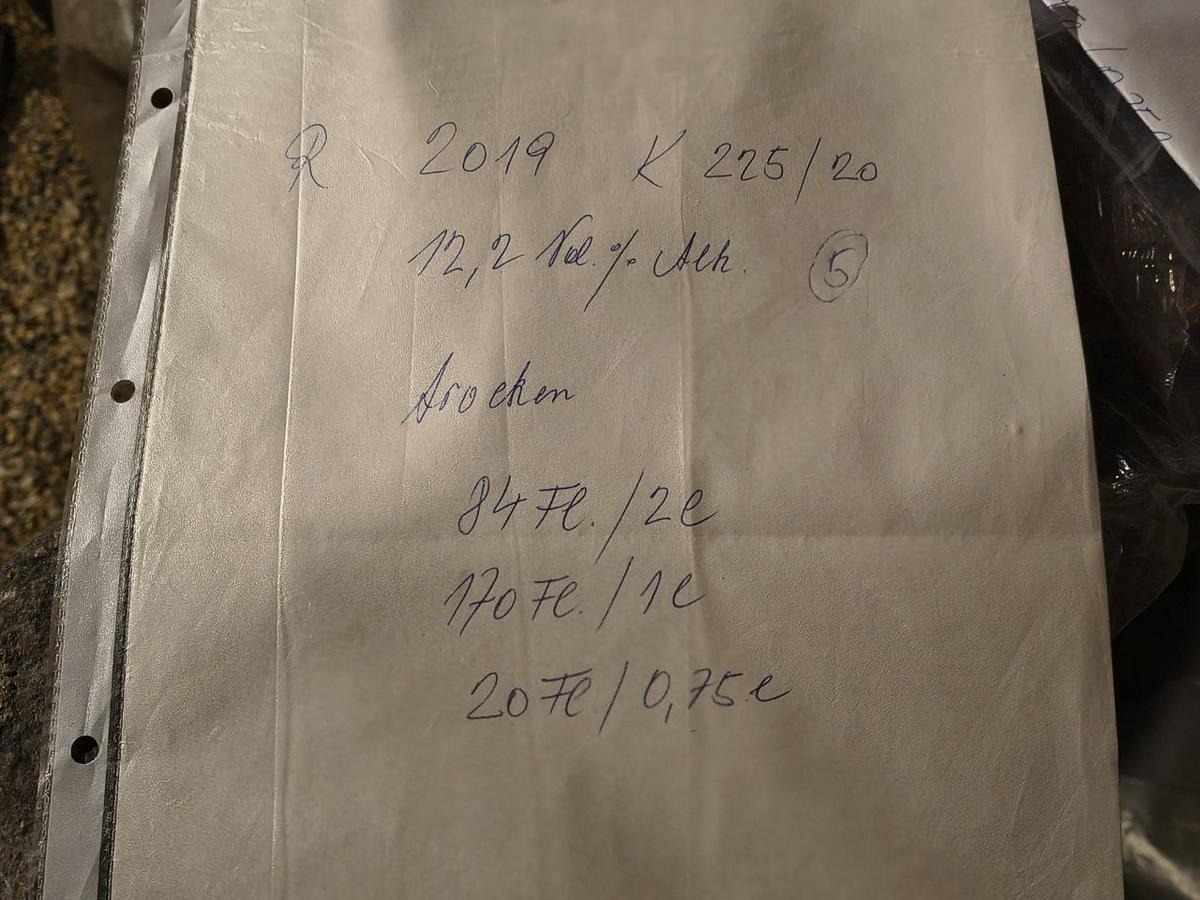 R 2019 K 225/20
12,2 Vol.% Alk. 5
trocken
84 Fl./2l
170 Fl./1l
20 Fl./0,75l